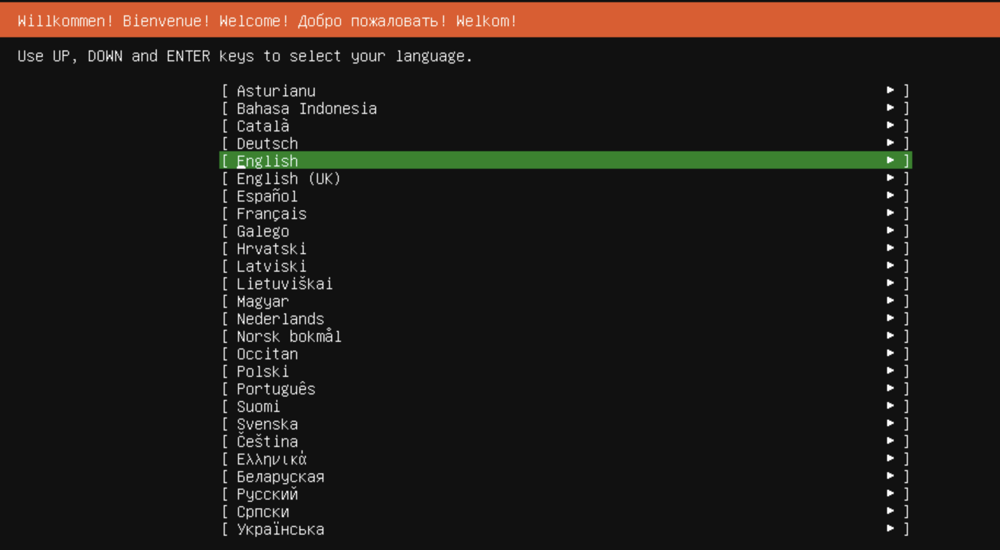 Willkommen! Bienvenue! Welcome! Добро пожаловать! Welkom!
Use UP, DOWN and ENTER keys to select your language.
[ Asturianu ► ]
[ Bahasa Indonesia ► ]
[ Català ► ]
[ Deutsch ► ]
[ English ► ]
[ English (UK) ► ]
[ Español ► ]
[ Français ► ]
[ Galego ► ]
[ Hrvatski ► ]
[ Latviski ► ]
[ Lietuviškai ► ]
[ Magyar ► ]
[ Nederlands ► ]
[ Norsk bokmål ► ]
[ Occitan ► ]
[ Polski ► ]
[ Português ► ]
[ Suomi ► ]
[ Svenska ► ]
[ Čeština ► ]
[ Ελληνικά ► ]
[ Беларуская ► ]
[ Русский ► ]
[ Српски ► ]
[ Українська ► ]